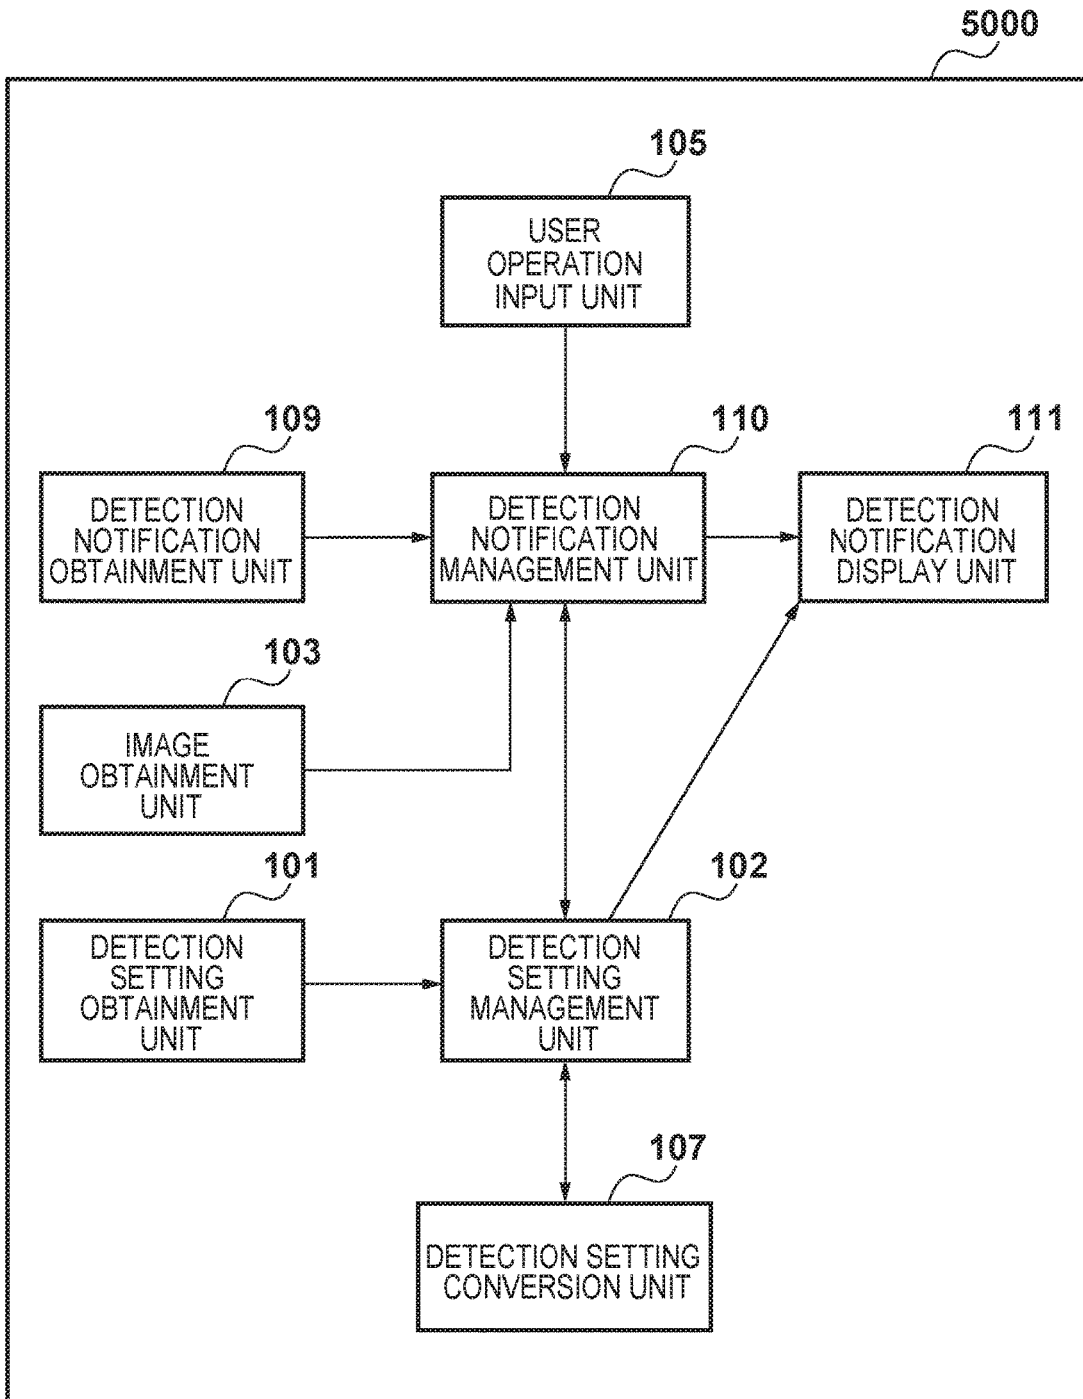 5000
105
USER
OPERATION
INPUT UNIT
109
DETECTION
NOTIFICATION
OBTAINMENT UNIT
110
DETECTION
NOTIFICATION
MANAGEMENT UNIT
111
DETECTION
NOTIFICATION
DISPLAY UNIT
103
IMAGE
OBTAINMENT
UNIT
101
DETECTION
SETTING
OBTAINMENT
UNIT
102
DETECTION
SETTING
MANAGEMENT
UNIT
107
DETECTION SETTING
CONVERSION UNIT